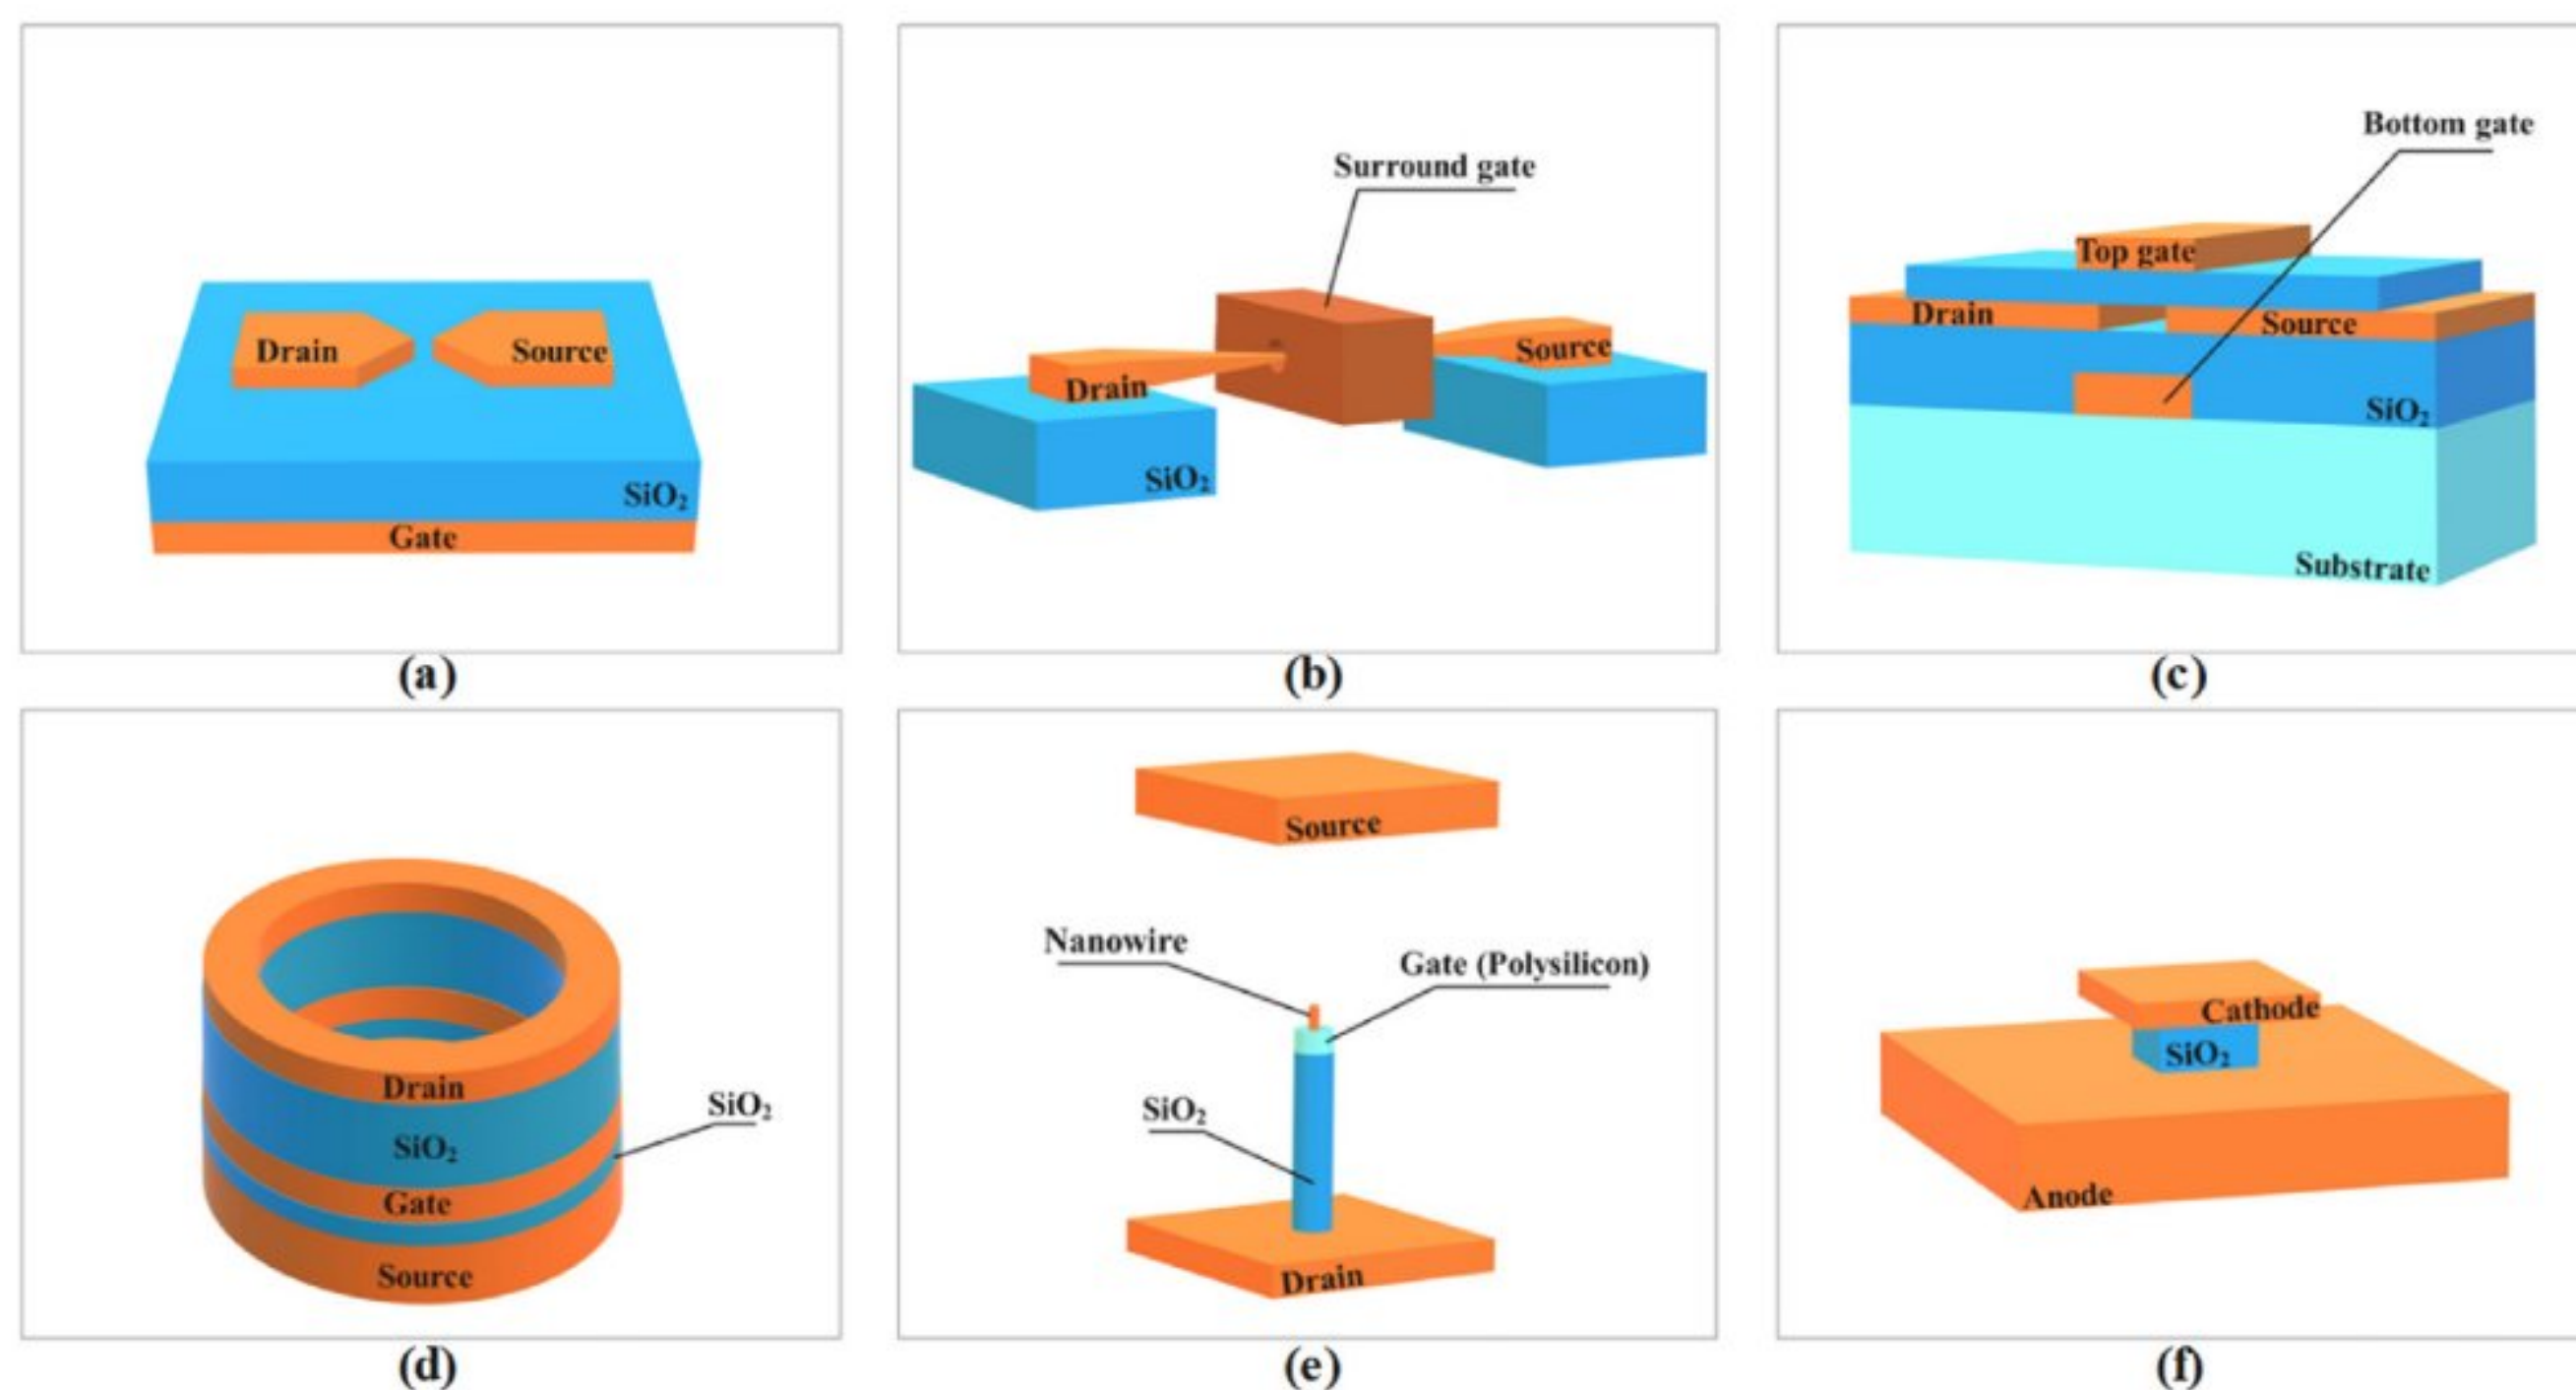 Drain
Source
SiO₂
Gate
(a)
Surround gate
Drain
Source
SiO₂
(b)
Bottom gate
Top gate
Drain
Source
SiO₂
Substrate
(c)
Drain
SiO₂
SiO₂
Gate
Source
(d)
Source
Nanowire
Gate (Polysilicon)
SiO₂
Drain
(e)
Cathode
SiO₂
Anode
(f)